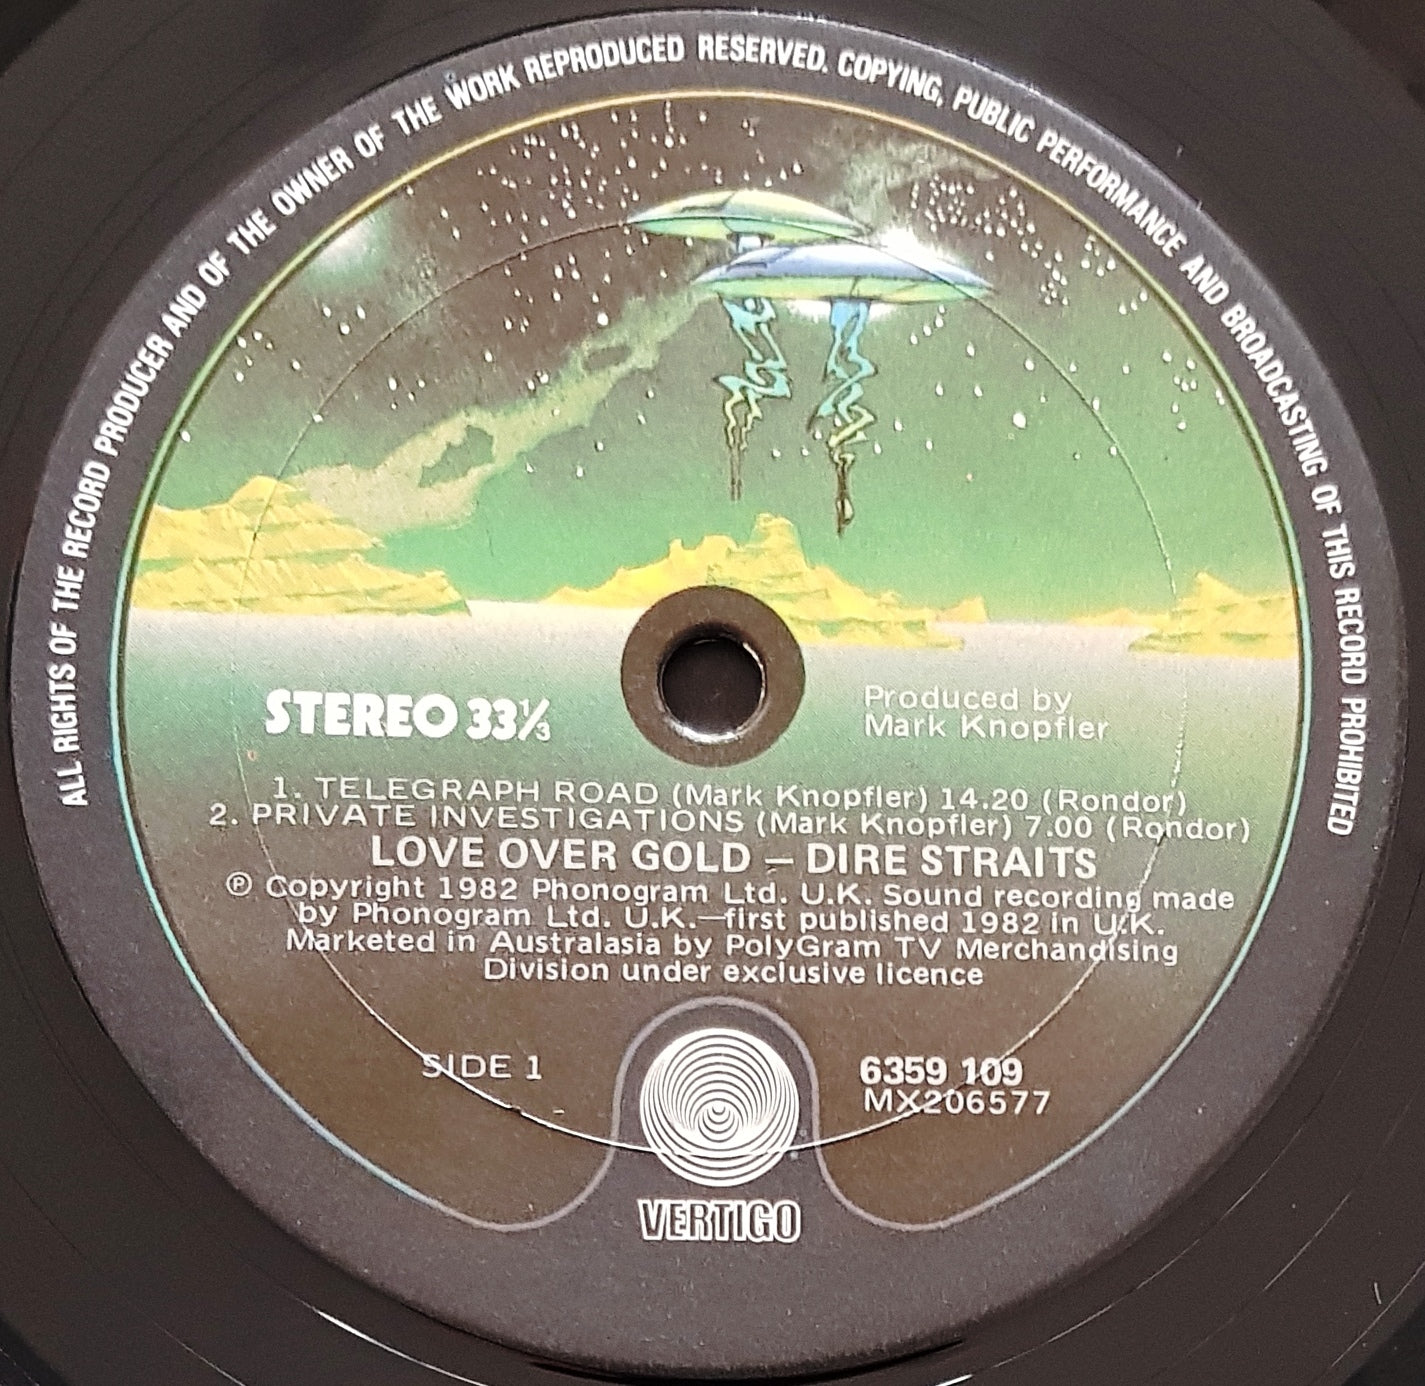 ALL RIGHTS OF THE RECORD PRODUCER AND OF THE OWNER OF THE WORK REPRODUCED RESERVED. COPYING, PUBLIC PERFORMANCE AND BROADCASTING OF THIS RECORD PROHIBITED
STEREO 33⅓
Produced by
Mark Knopfler
1. TELEGRAPH ROAD (Mark Knopfler) 14.20 (Rondor)
2. PRIVATE INVESTIGATIONS (Mark Knopfler) 7.00 (Rondor)
LOVE OVER GOLD – DIRE STRAITS
℗ Copyright 1982 Phonogram Ltd. U.K. Sound recording made
by Phonogram Ltd. U.K.—first published 1982 in U.K.
Marketed in Australasia by PolyGram TV Merchandising
Division under exclusive licence
SIDE 1
6359 109
MX206577
VERTIGO